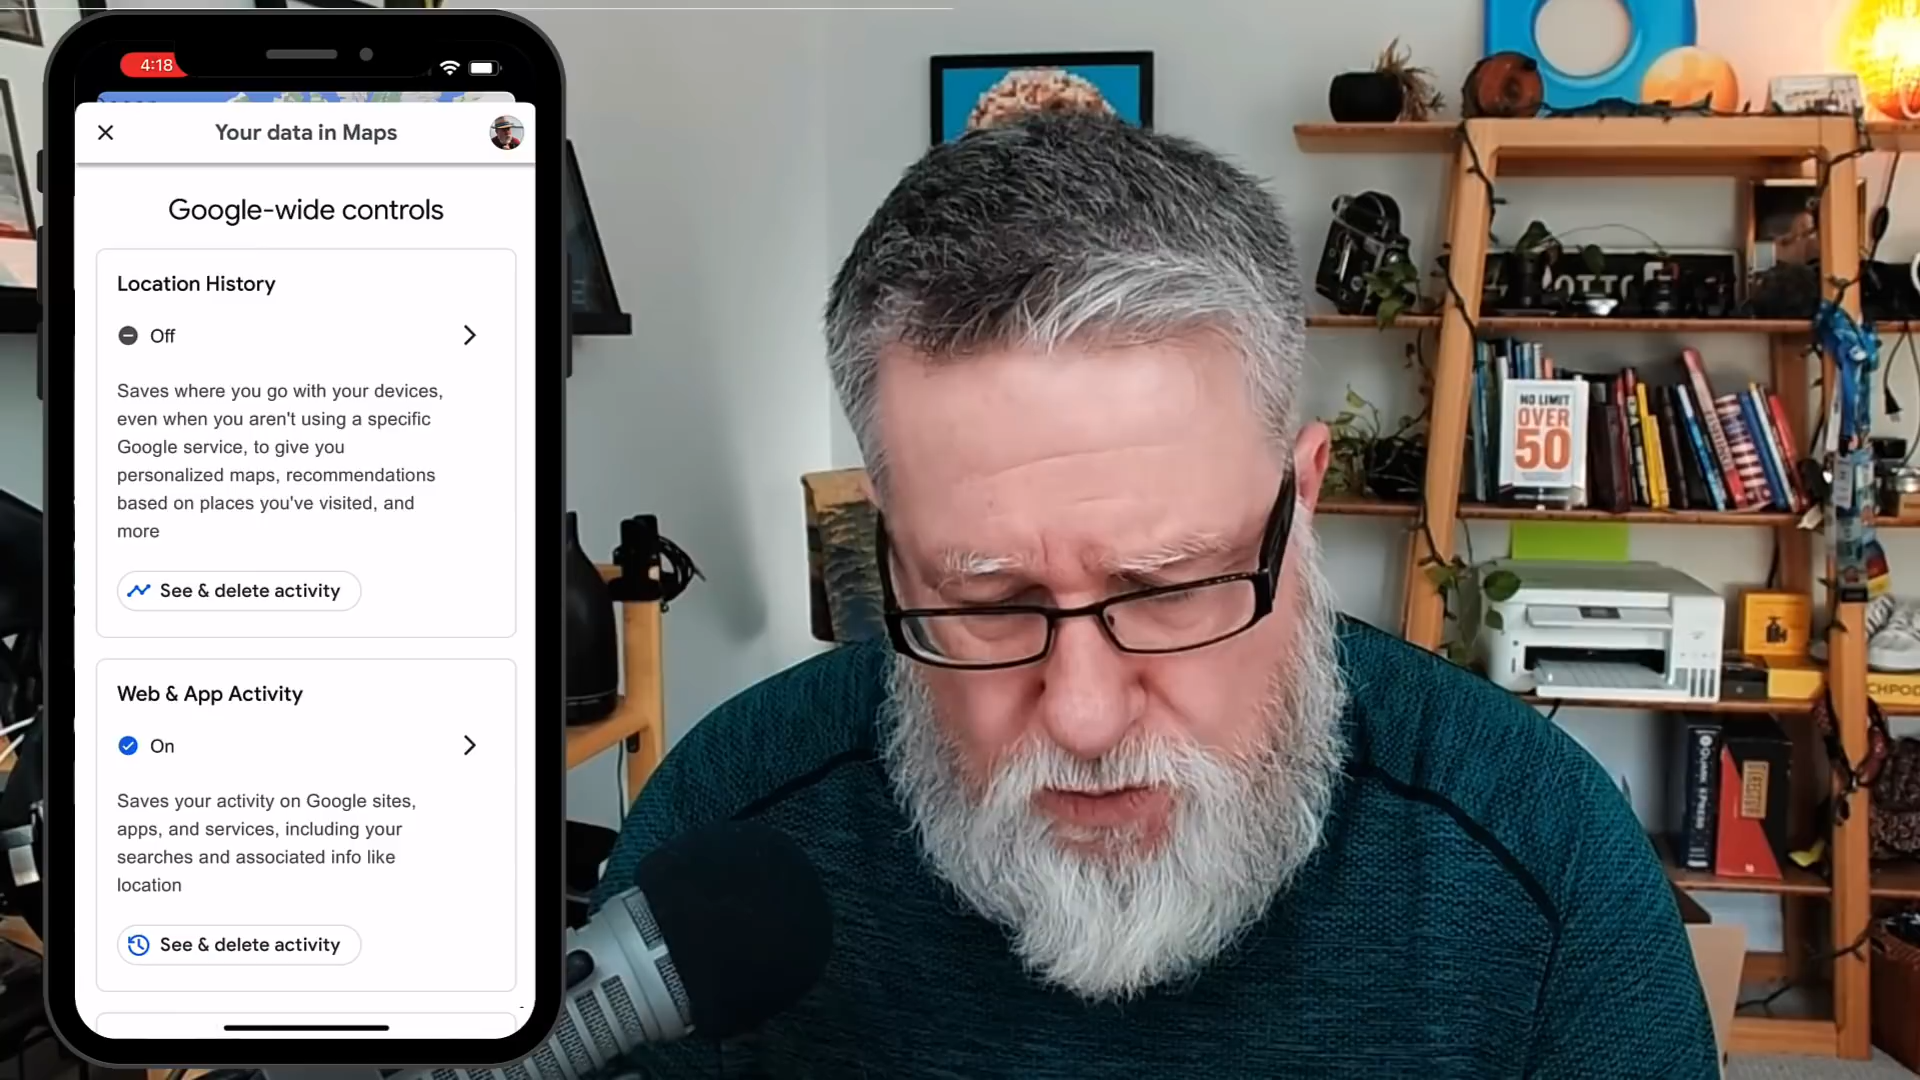 4:18
Your data in Maps
Google-wide controls
Location History
Off
Saves where you go with your devices,
even when you aren't using a specific
Google service, to give you
personalized maps, recommendations
based on places you've visited, and
more
See & delete activity
Web & App Activity
On
Saves your activity on Google sites,
apps, and services, including your
searches and associated info like
location
See & delete activity
NO LIMIT
OVER
50